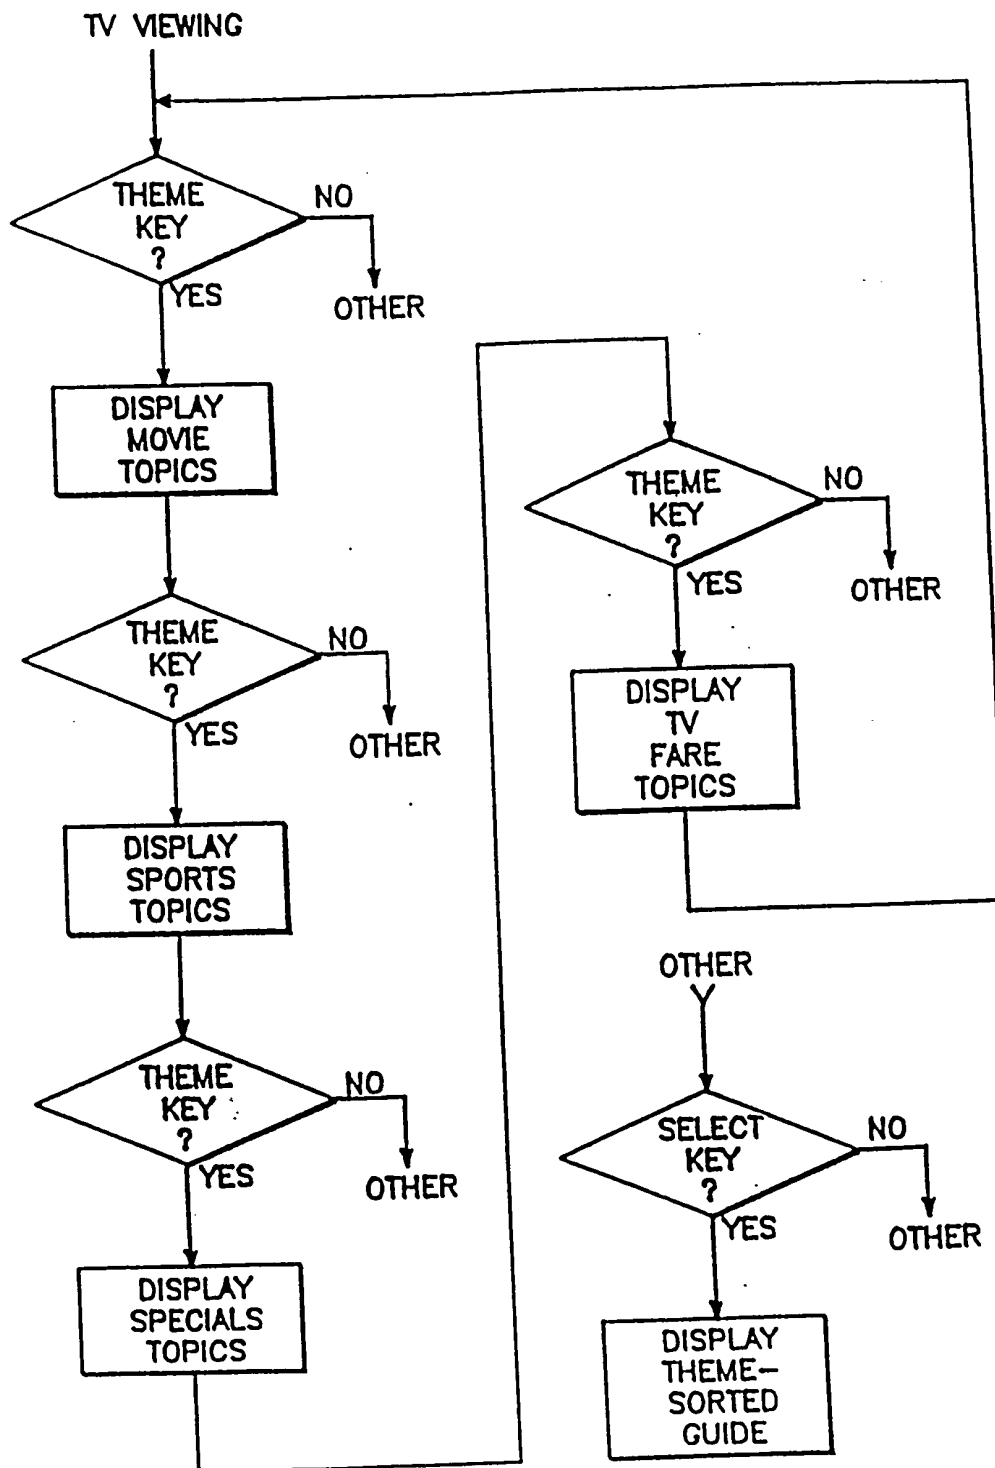 TV VIEWING
THEME
KEY
?
NO
YES
OTHER
DISPLAY
MOVIE
TOPICS
THEME
KEY
?
NO
YES
OTHER
DISPLAY
SPORTS
TOPICS
THEME
KEY
?
NO
YES
OTHER
DISPLAY
SPECIALS
TOPICS
THEME
KEY
?
NO
YES
OTHER
DISPLAY
TV
FARE
TOPICS
OTHER
SELECT
KEY
?
NO
YES
OTHER
DISPLAY
THEME-
SORTED
GUIDE